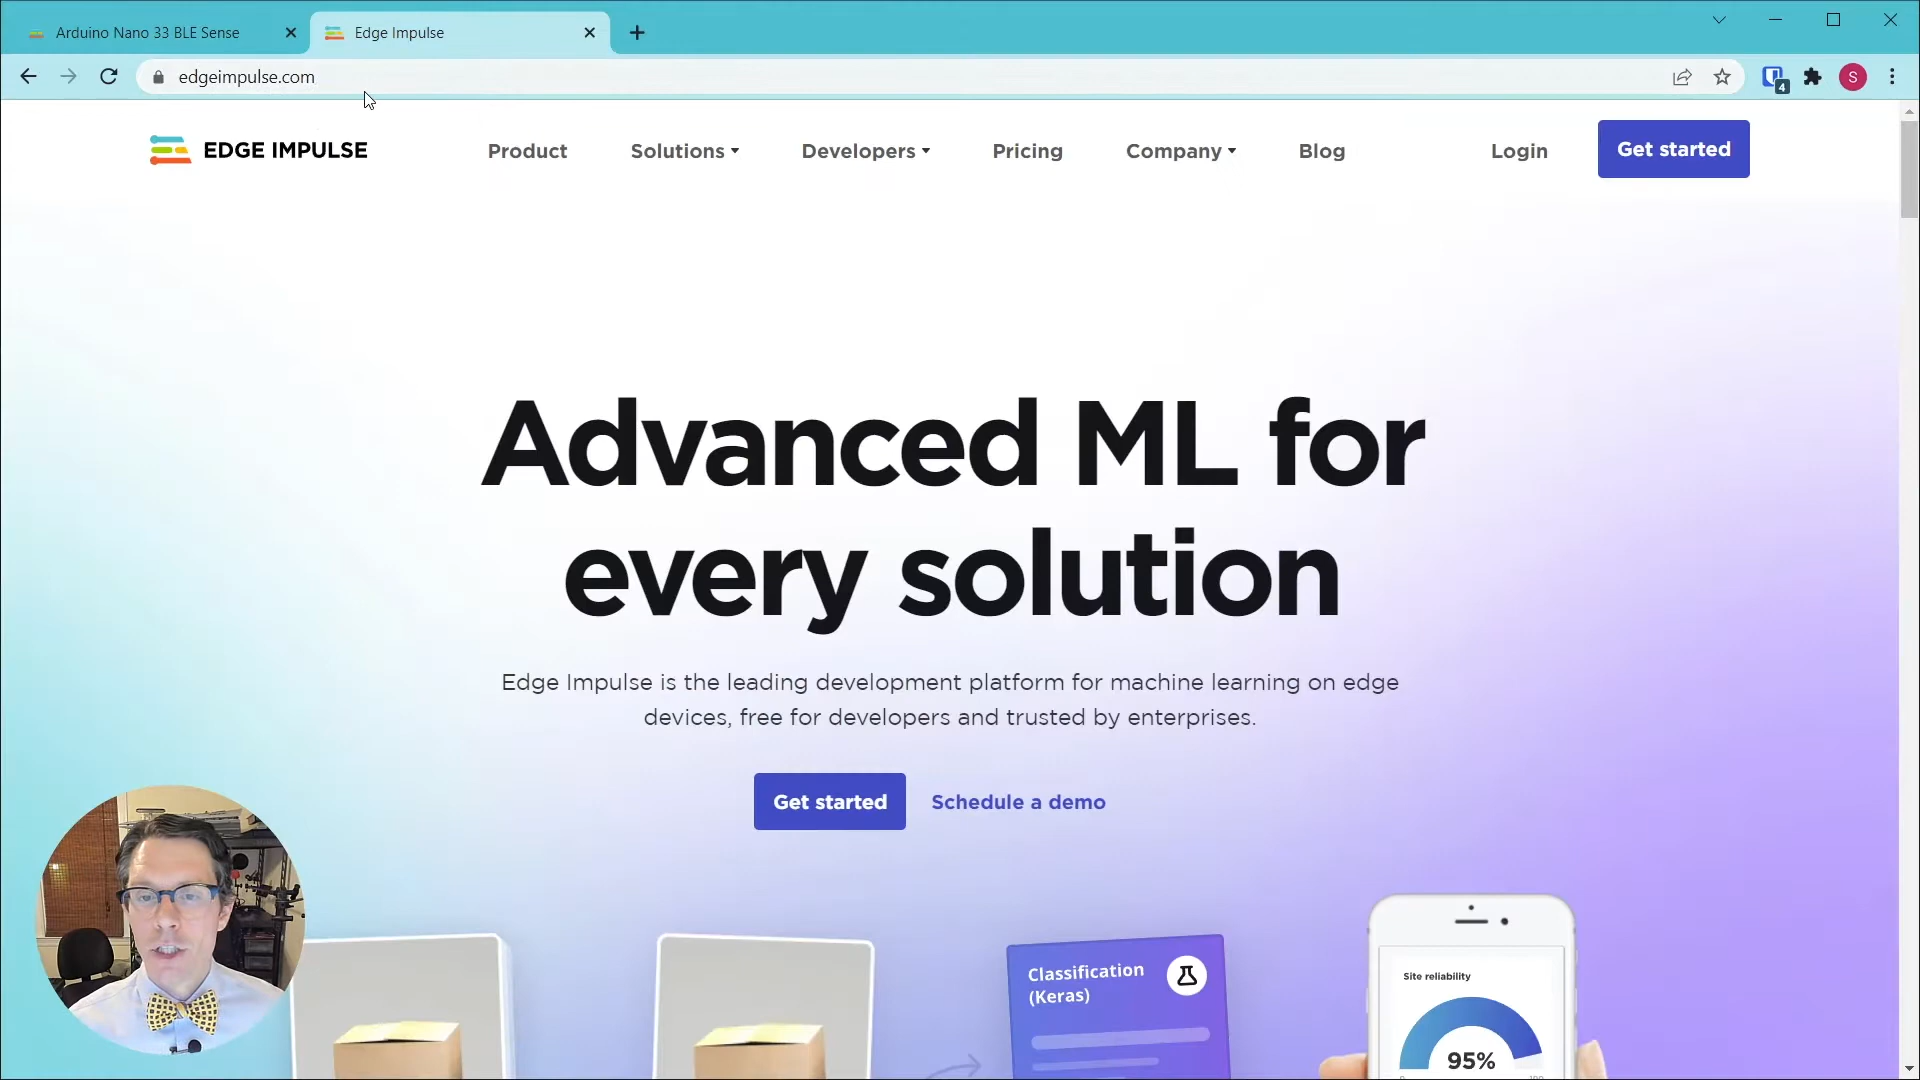 Arduino Nano 33 BLE Sense
Edge Impulse
edgeimpulse.com
4
S
EDGE IMPULSE
Product
Solutions
Developers
Pricing
Company
Blog
Login
Get started
Advanced ML for
every solution
Edge Impulse is the leading development platform for machine learning on edge
devices, free for developers and trusted by enterprises.
Get started
Schedule a demo
Classification
(Keras)
Site reliability
95%